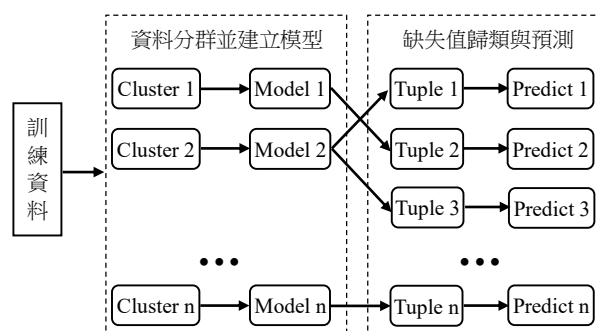 資料分群並建立模型
缺失值歸類與預測
訓
練
資
料
Cluster 1
Model 1
Tuple 1
Predict 1
Cluster 2
Model 2
Tuple 2
Predict 2
Tuple 3
Predict 3
Cluster n
Model n
Tuple n
Predict n